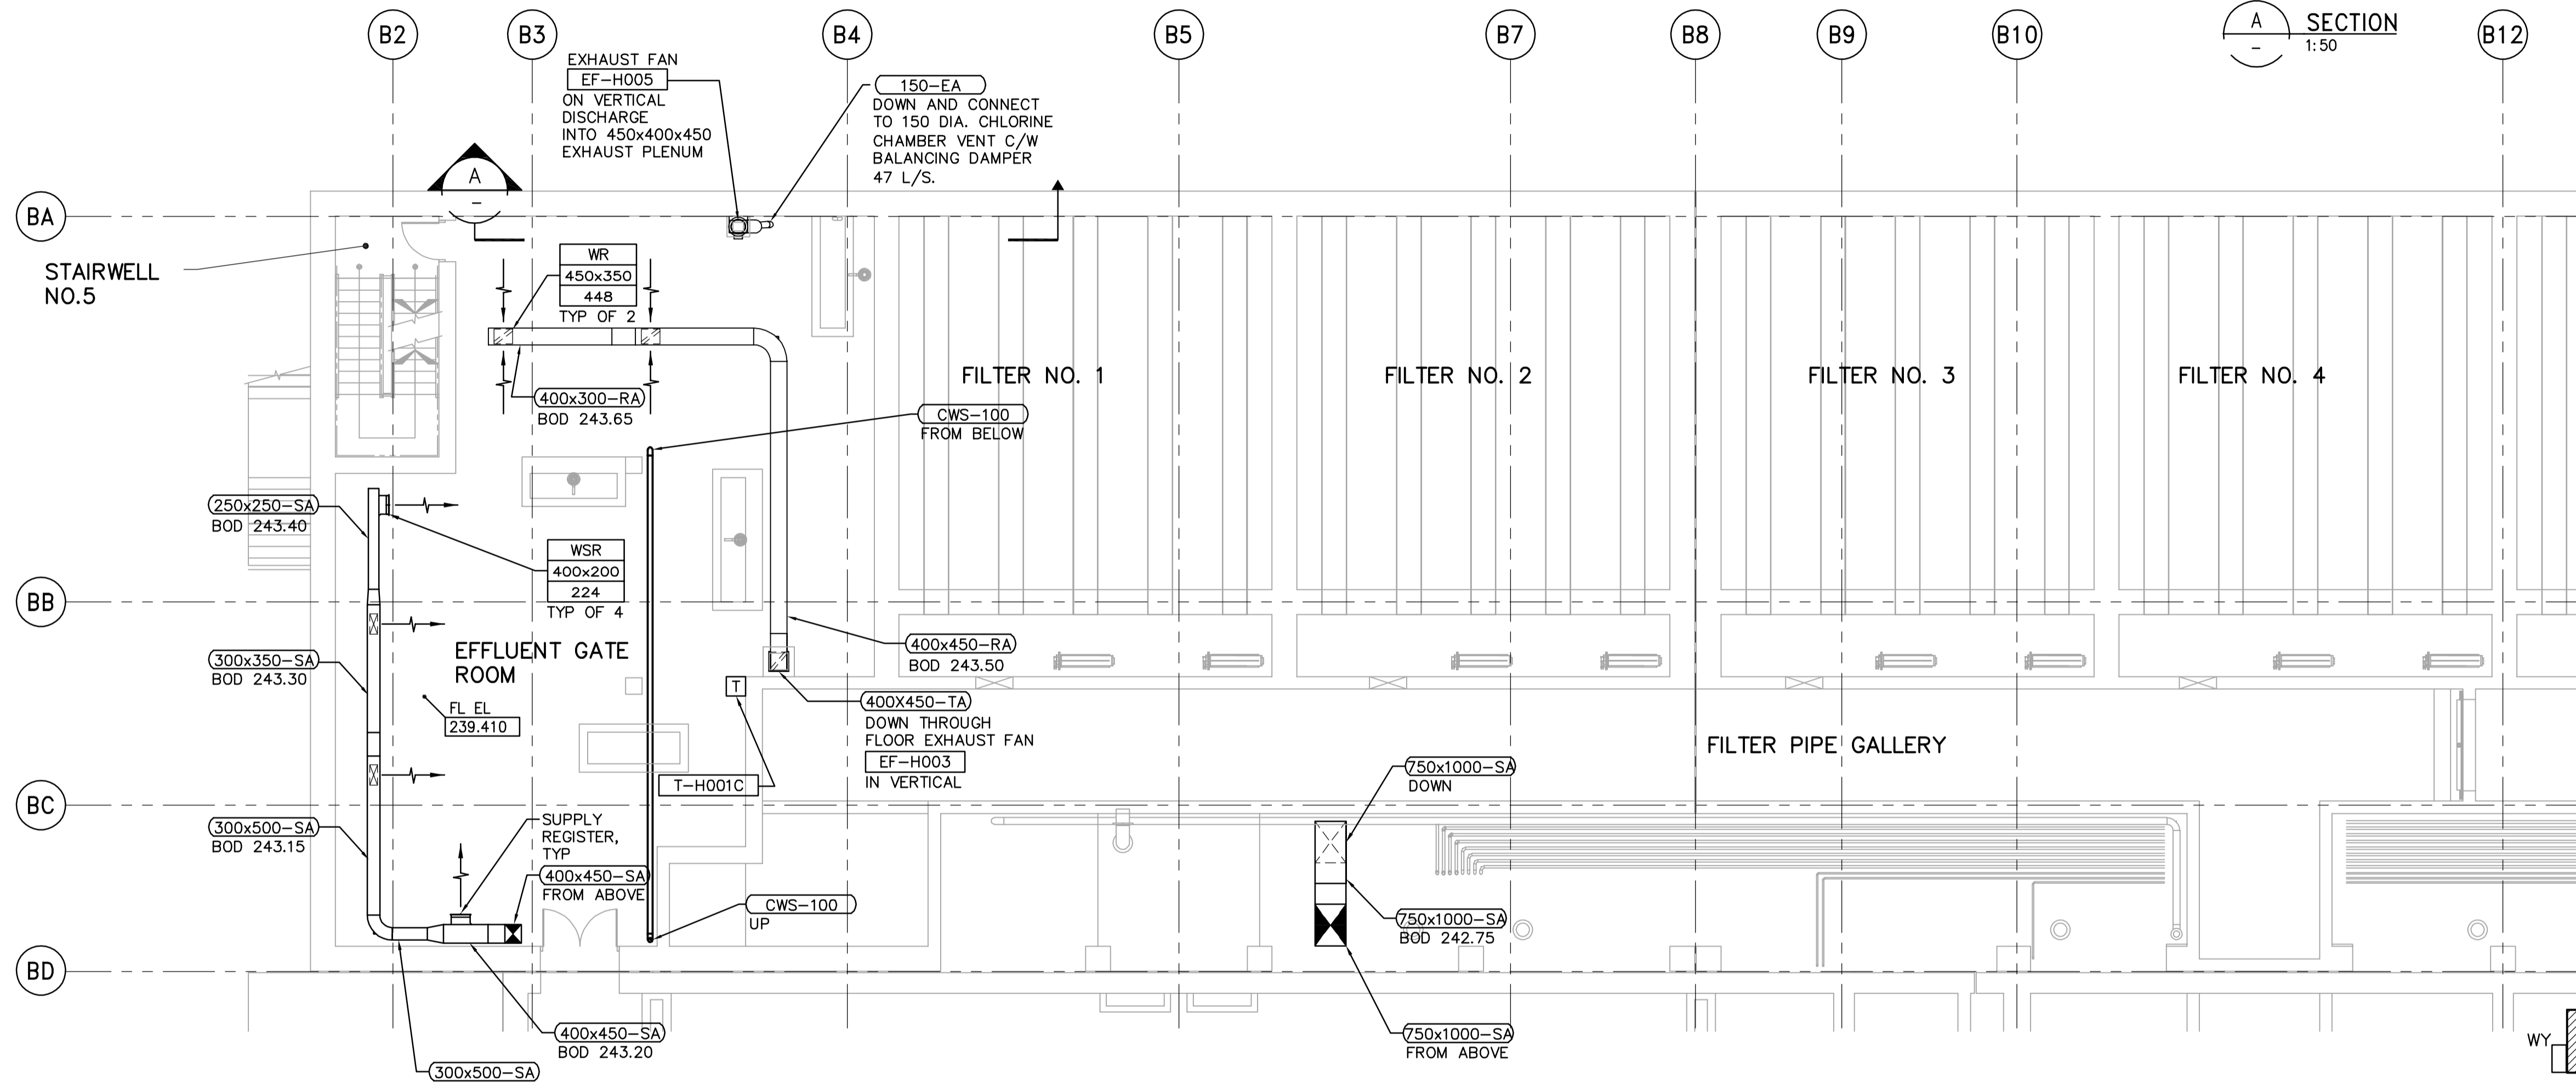 B2
B3
B4
B5
B7
B8
B9
B10
B12
A
-
SECTION
1:50
EXHAUST FAN
EF-H005
ON VERTICAL
DISCHARGE
INTO 450x400x450
EXHAUST PLENUM
150-EA
DOWN AND CONNECT
TO 150 DIA. CHLORINE
CHAMBER VENT C/W
BALANCING DAMPER
47 L/S.
A
-
BA
STAIRWELL
NO.5
WR
450x350
448
TYP OF 2
400x300-RA
BOD 243.65
FILTER NO. 1
FILTER NO. 2
FILTER NO. 3
FILTER NO. 4
CWS-100
FROM BELOW
250x250-SA
BOD 243.40
WSR
400x200
224
TYP OF 4
BB
EFFLUENT GATE
ROOM
300x350-SA
BOD 243.30
FL EL
239.410
400x450-RA
BOD 243.50
T
400X450-TA
DOWN THROUGH
FLOOR EXHAUST FAN
EF-H003
IN VERTICAL
T-H001C
FILTER PIPE GALLERY
750x1000-SA
DOWN
BC
300x500-SA
BOD 243.15
SUPPLY
REGISTER,
TYP
400x450-SA
FROM ABOVE
CWS-100
UP
750x1000-SA
BOD 242.75
BD
400x450-SA
BOD 243.20
300x500-SA
750x1000-SA
FROM ABOVE
WY